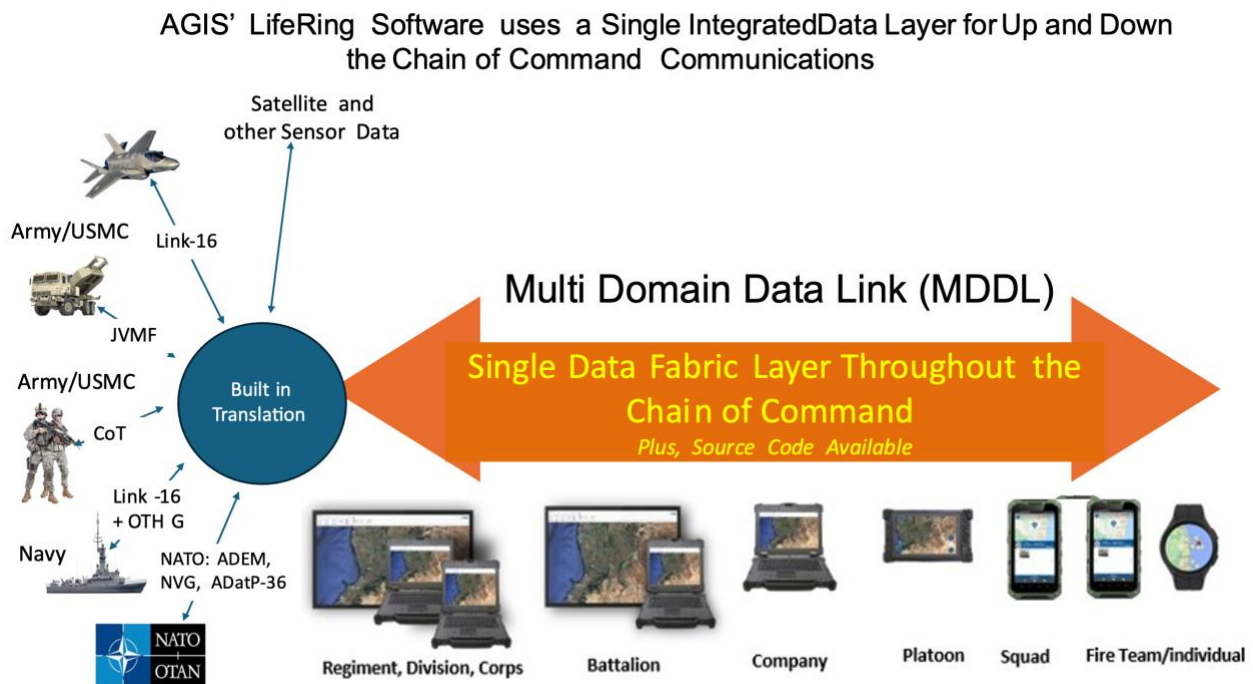 AGIS' LifeRing Software uses a Single IntegratedData Layer for Up and Down
the Chain of Command Communications
Satellite and
other Sensor Data
Army/USMC
Link-16
JVMF
Army/USMC
CoT
Link -16
+ OTH G
Navy
NATO: ADEM,
NVG, ADatP-36
NATO
OTAN
Built in
Translation
Multi Domain Data Link (MDDL)
Single Data Fabric Layer Throughout the
Chain of Command
Plus, Source Code Available
Regiment, Division, Corps
Battalion
Company
Platoon
Squad
Fire Team/individual